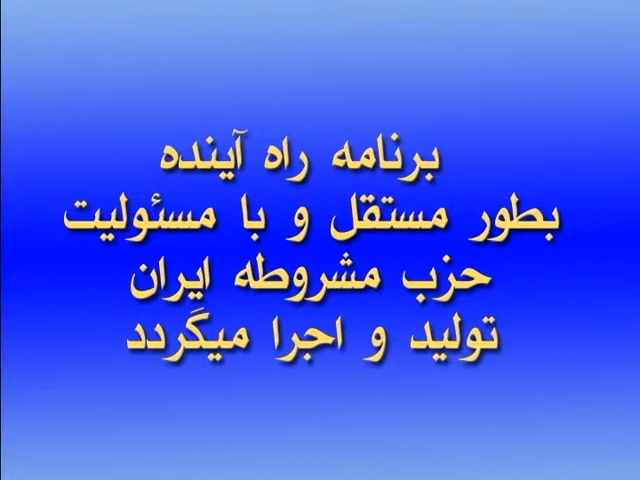 برنامه راه آینده
بطور مستقل و با مسئولیت
حزب مشروطه ایران
تولید و اجرا میگردد